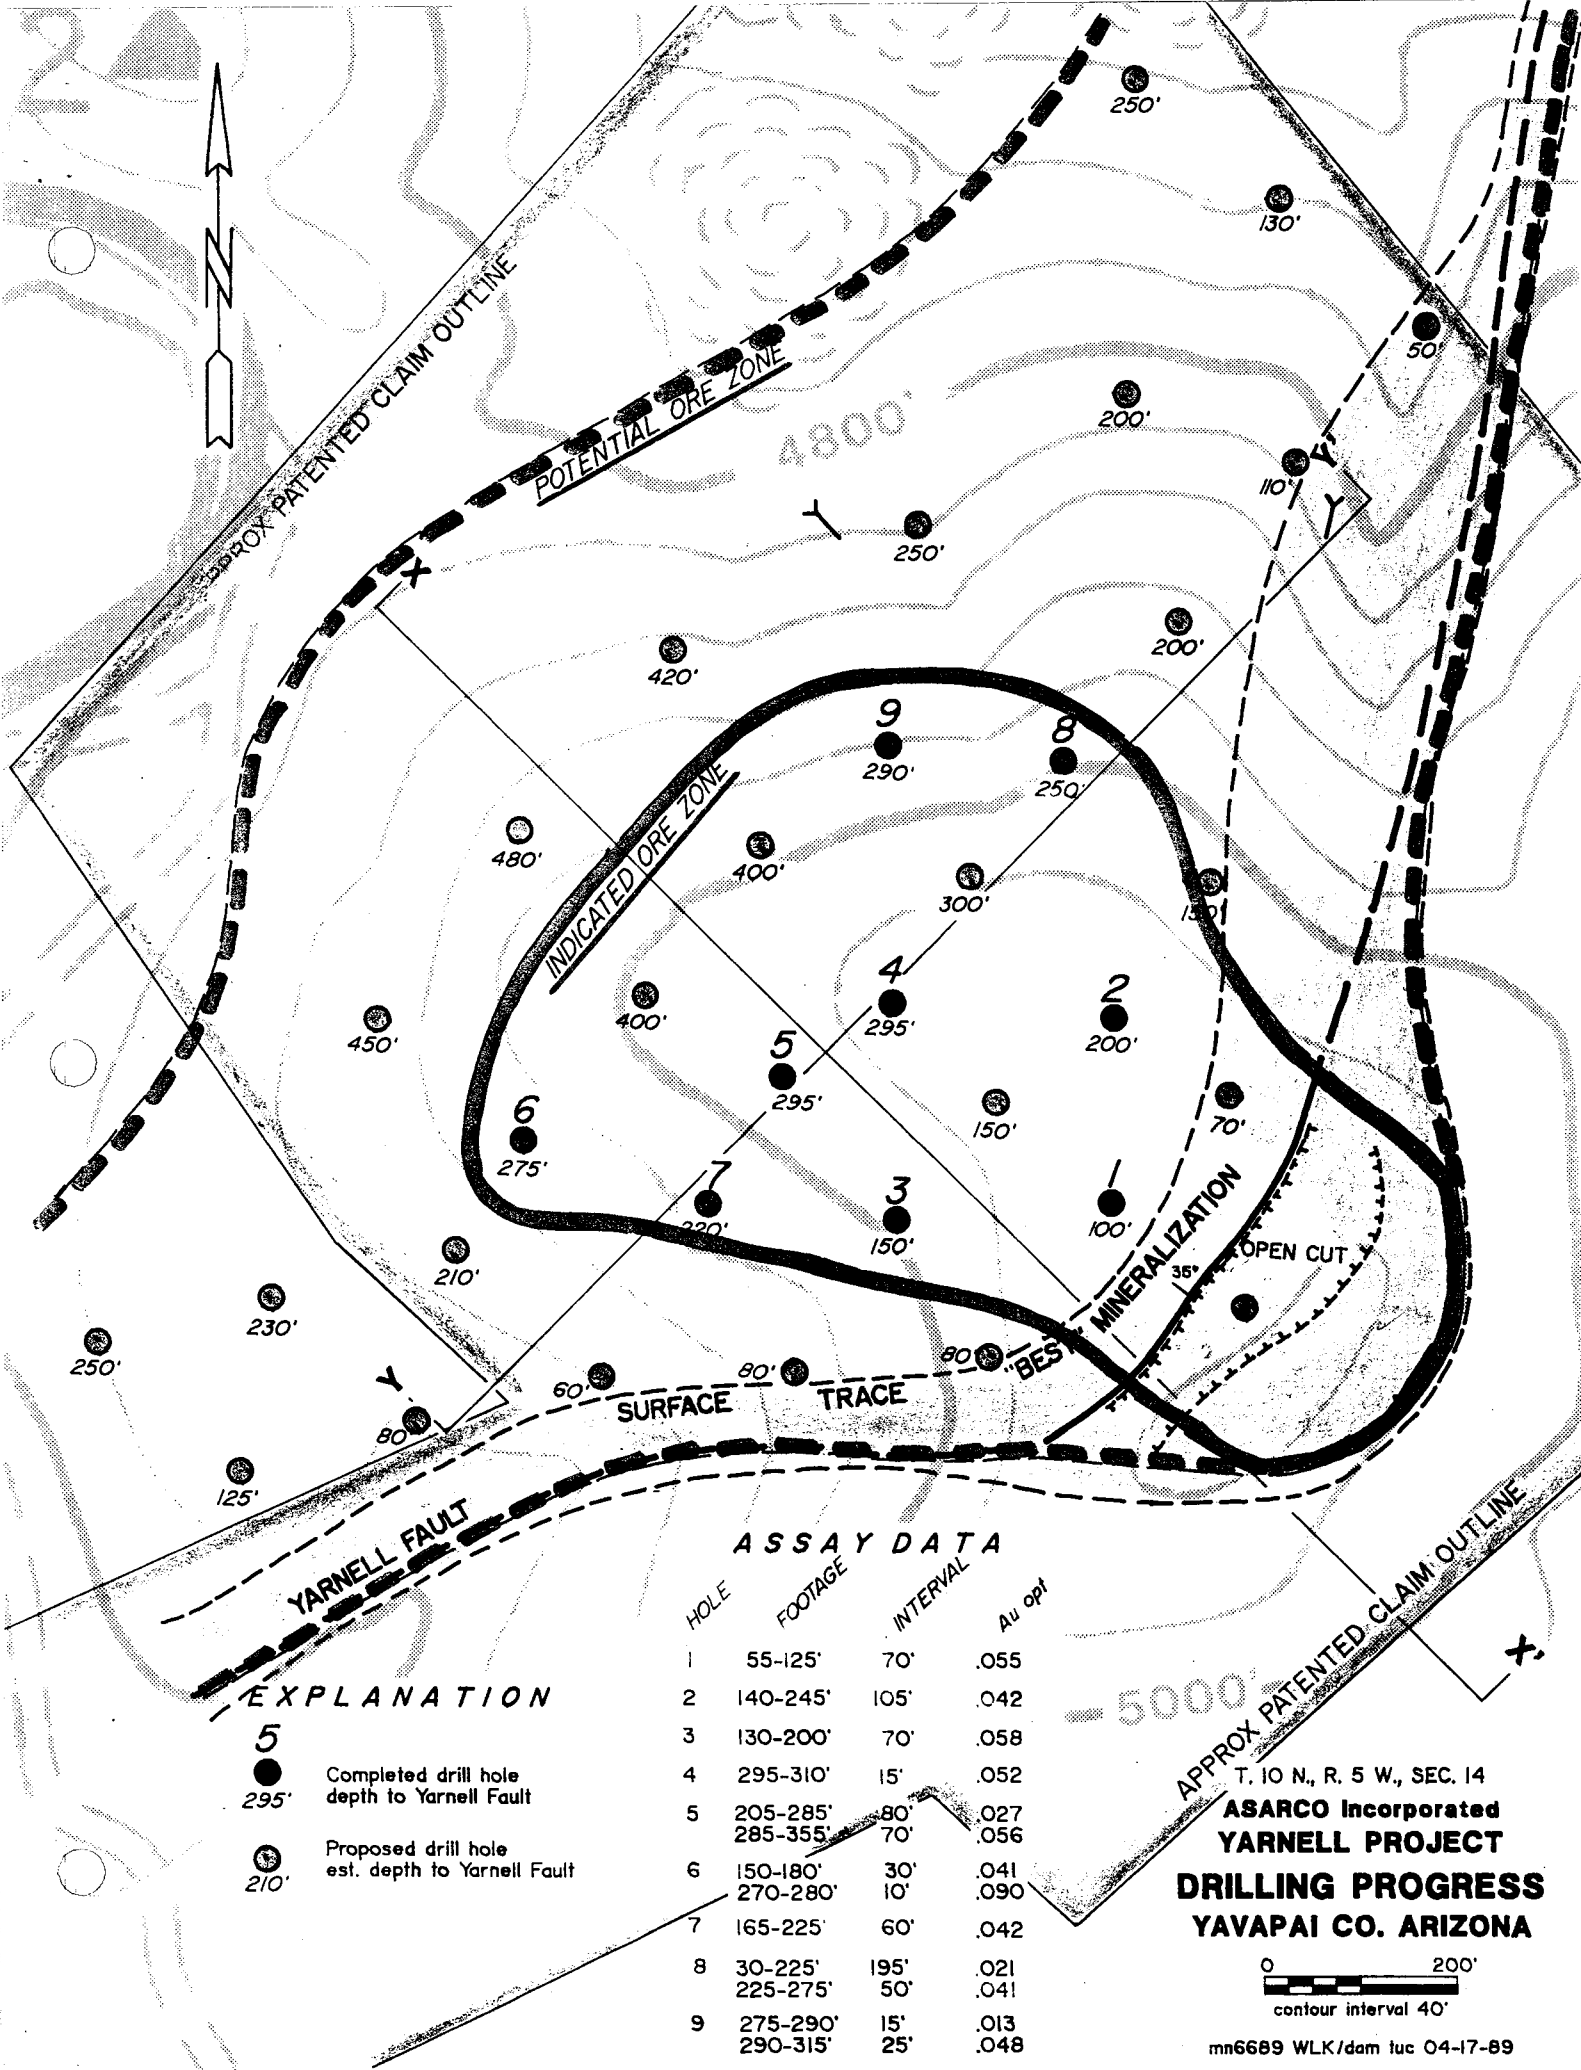 N
APPROX PATENTED CLAIM OUTLINE
250'
130'
50'
POTENTIAL ORE ZONE
4800'
200'
110'
Y'
250'
X
420'
200'
9
290'
8
250'
480'
INDICATED ORE ZONE
400'
300'
150'
450'
400'
4
295'
2
200'
5
295'
6
275'
150'
70'
7
220'
3
150'
1
100'
"BEST" MINERALIZATION
35°
OPEN CUT
210'
230'
250'
Y
80'
60'
80'
80'
SURFACE TRACE
125'
YARNELL FAULT
APPROX PATENTED CLAIM OUTLINE
X'
5000'
ASSAY DATA
HOLE FOOTAGE INTERVAL Au opt
1 55-125' 70' .055
2 140-245' 105' .042
3 130-200' 70' .058
4 295-310' 15' .052
5 205-285' 80' .027
285-355' 70' .056
6 150-180' 30' .041
270-280' 10' .090
7 165-225' 60' .042
8 30-225' 195' .021
225-275' 50' .041
9 275-290' 15' .013
290-315' 25' .048
EXPLANATION
5
295'
Completed drill hole
depth to Yarnell Fault
210'
Proposed drill hole
est. depth to Yarnell Fault
T. 10 N., R. 5 W., SEC. 14
ASARCO Incorporated
YARNELL PROJECT
DRILLING PROGRESS
YAVAPAI CO. ARIZONA
0 200'
contour interval 40'
mn6689 WLK/dam tuc 04-17-89